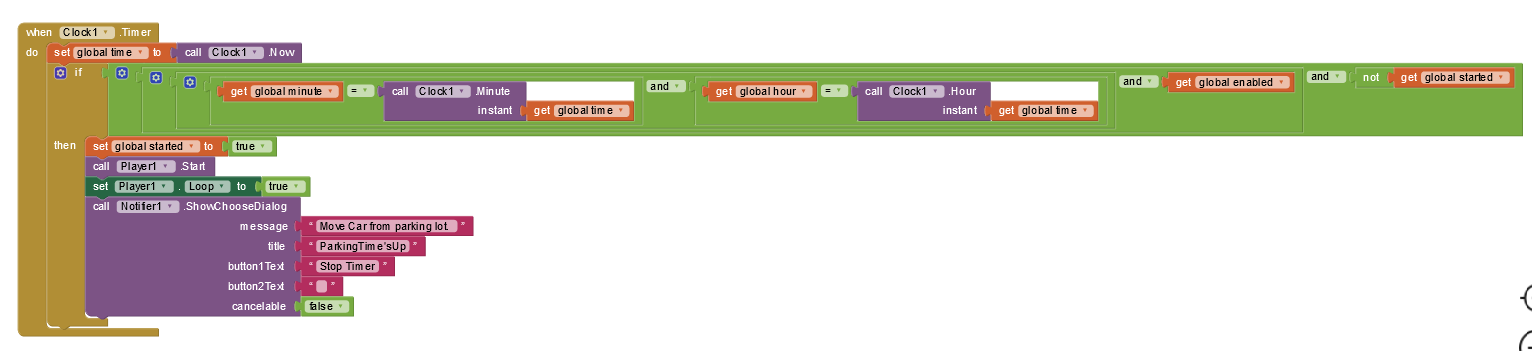 when Clock1 .Timer
do set global time to call Clock1 .Now
if get global minute = call Clock1 .Minute and get global hour = call Clock1 .Hour and get global enabled and not get global started
instant get global time instant get global time
then set global started to true
call Player1 .Start
set Player1 . Loop to true
call Notifier1 .ShowChooseDialog
message “ Move Car from parking lot. ”
title “ ParkingTime'sUp ”
button1Text “ Stop Timer ”
button2Text “ ”
cancelable false